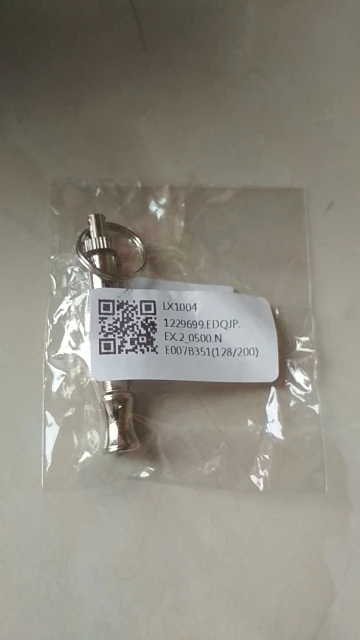 LX1004
1229699.EDQJP.
EX.2_0500.N
E007B351(128/200)